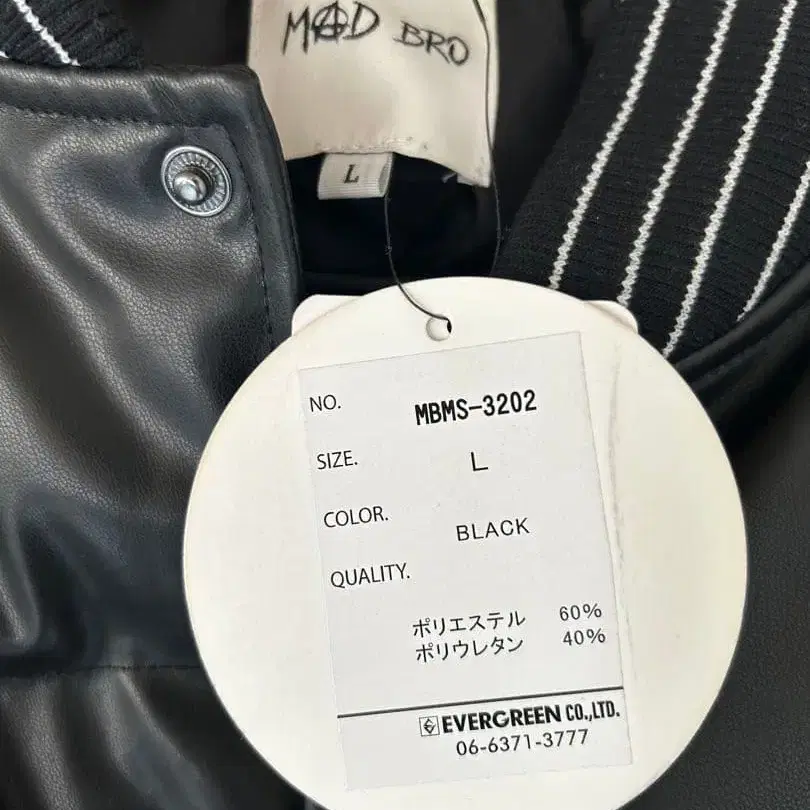 MAD BRO
L
NO. MBMS-3202
SIZE. L
COLOR. BLACK
QUALITY.
ポリエステル 60%
ポリウレタン 40%
EVERGREEN CO.,LTD.
06-6371-3777